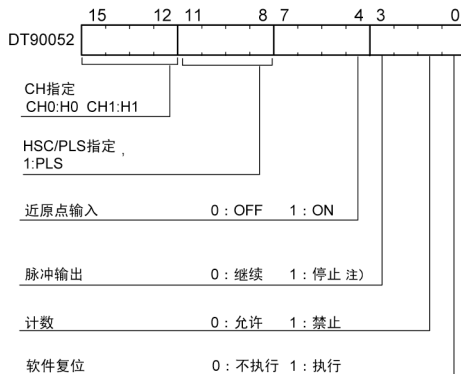 15 12 11 8 7 4 3 0
DT90052
CH指定
CH0:H0 CH1:H1
HSC/PLS指定 ,
1:PLS
近原点输入 0：OFF 1：ON
脉冲输出 0：继续 1：停止 注）
计数 0：允许 1：禁止
软件复位 0：不执行 1：执行